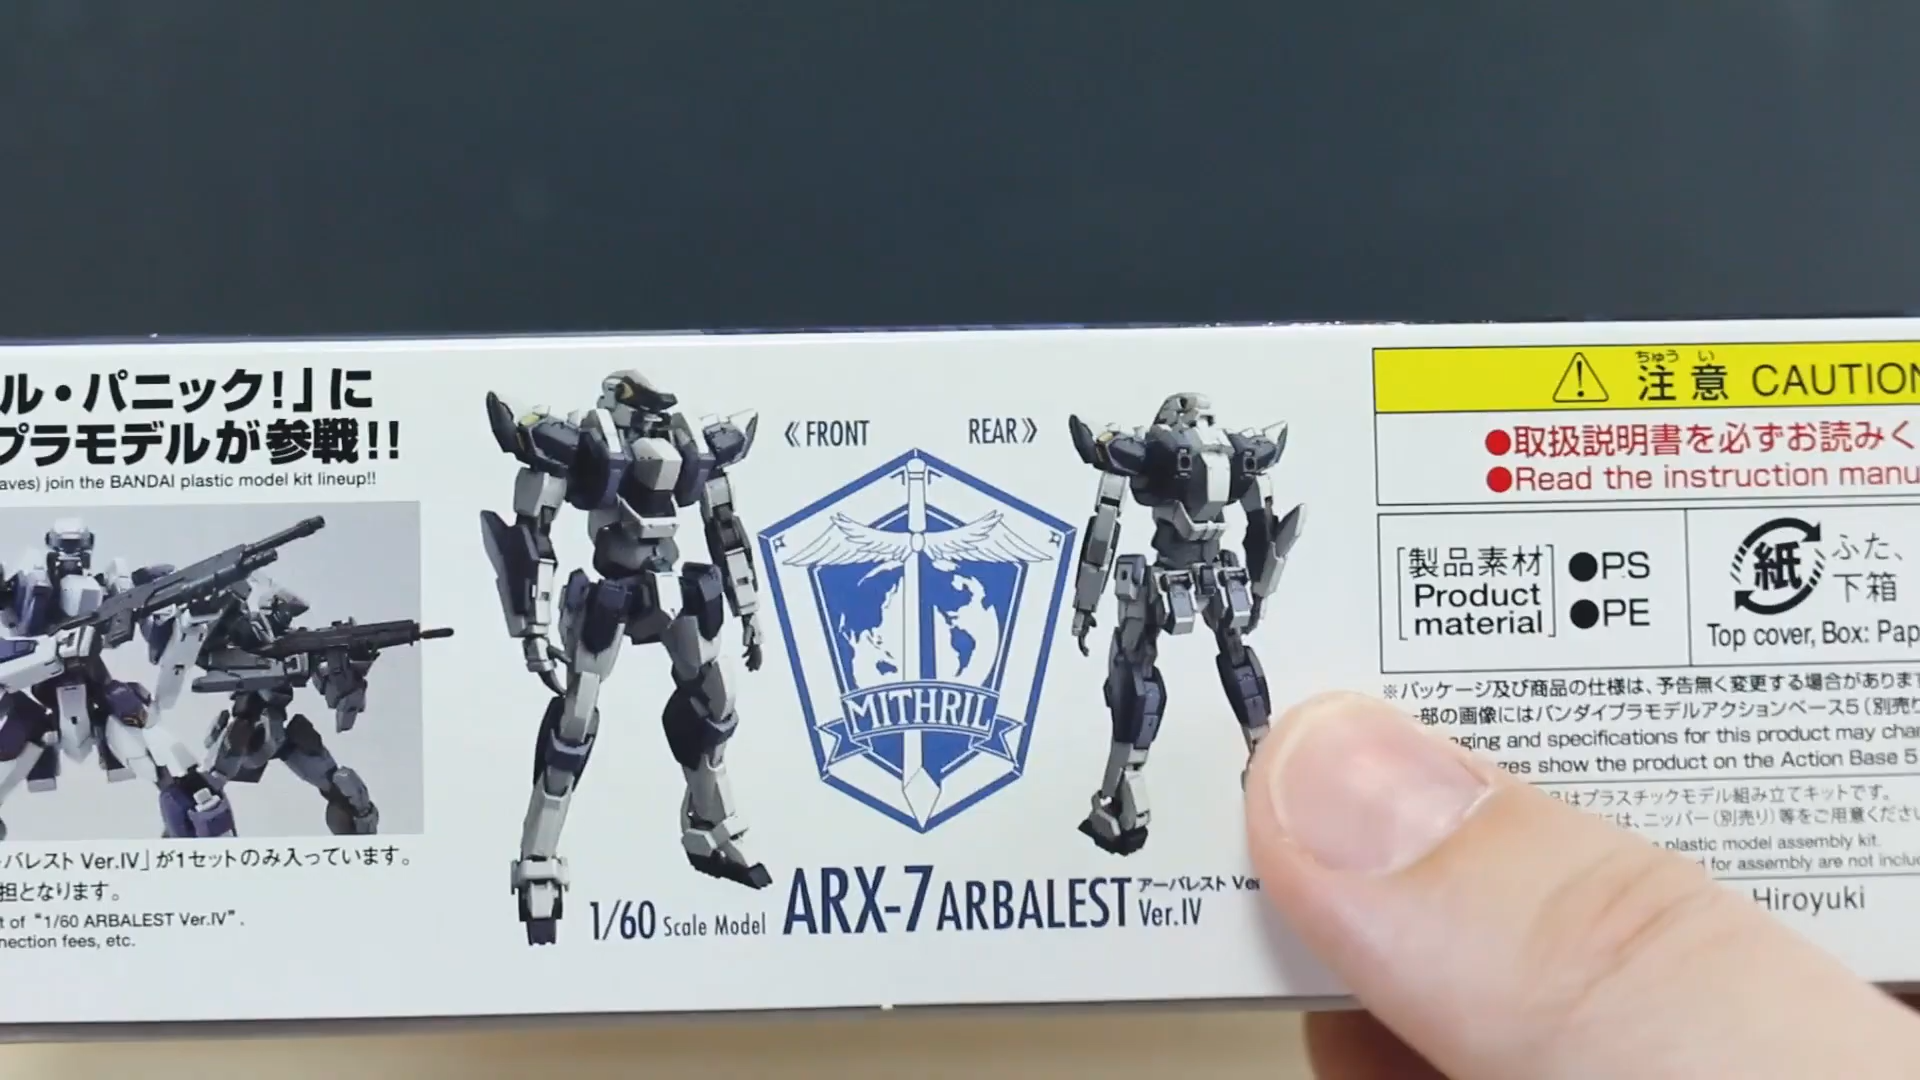 ル・パニック!」に
プラモデルが参戦!!
aves) join the BANDAI plastic model kit lineup!!
バレスト Ver.IV」が1セットのみ入っています。
担となります。
t of “1/60 ARBALEST Ver.IV”.
nection fees, etc.
《FRONT
REAR》
MITHRIL
1/60 Scale Model
ARX-7 ARBALEST
アーバレスト Ver
Ver.IV
ちゅう い
注意 CAUTION
●取扱説明書を必ずお読みく
●Read the instruction manu
[製品素材
Product
material]
●PS
●PE
紙
ふた、
下箱
Top cover, Box: Pap
※パッケージ及び商品の仕様は、予告無く変更する場合があります
一部の画像にはバンダイプラモデルアクションベース5(別売り
ging and specifications for this product may cha
ges show the product on the Action Base 5
はプラスチックモデル組み立てキットです。
には、ニッパー(別売り)等をご用意ください
plastic model assembly kit.
d for assembly are not inclu
Hiroyuki